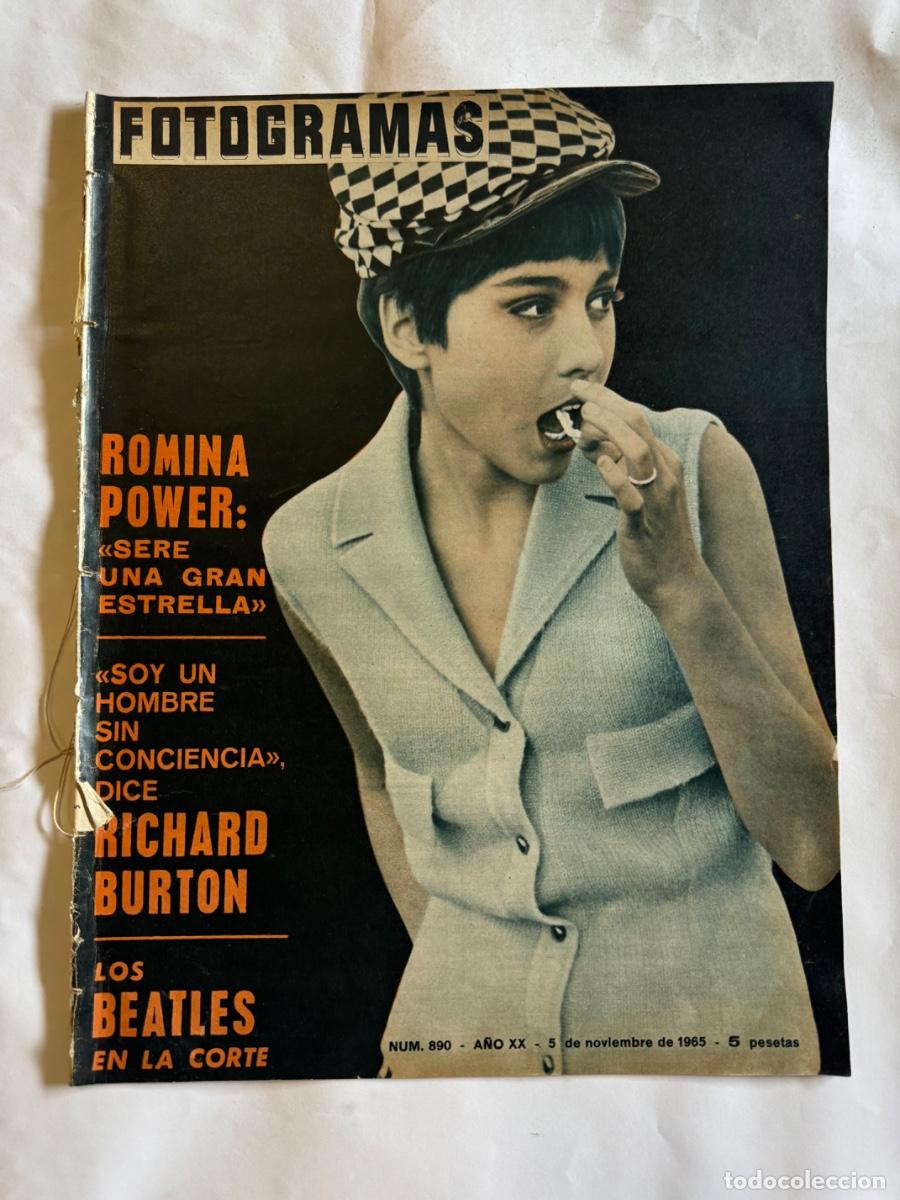 FOTOGRAMAS
ROMINA
POWER:
«SERE
UNA GRAN
ESTRELLA»
«SOY UN
HOMBRE
SIN
CONCIENCIA»,
DICE
RICHARD
BURTON
LOS
BEATLES
EN LA CORTE
NUM. 890 - AÑO XX - 5 de noviembre de 1965 - 5 pesetas
todocoleccion